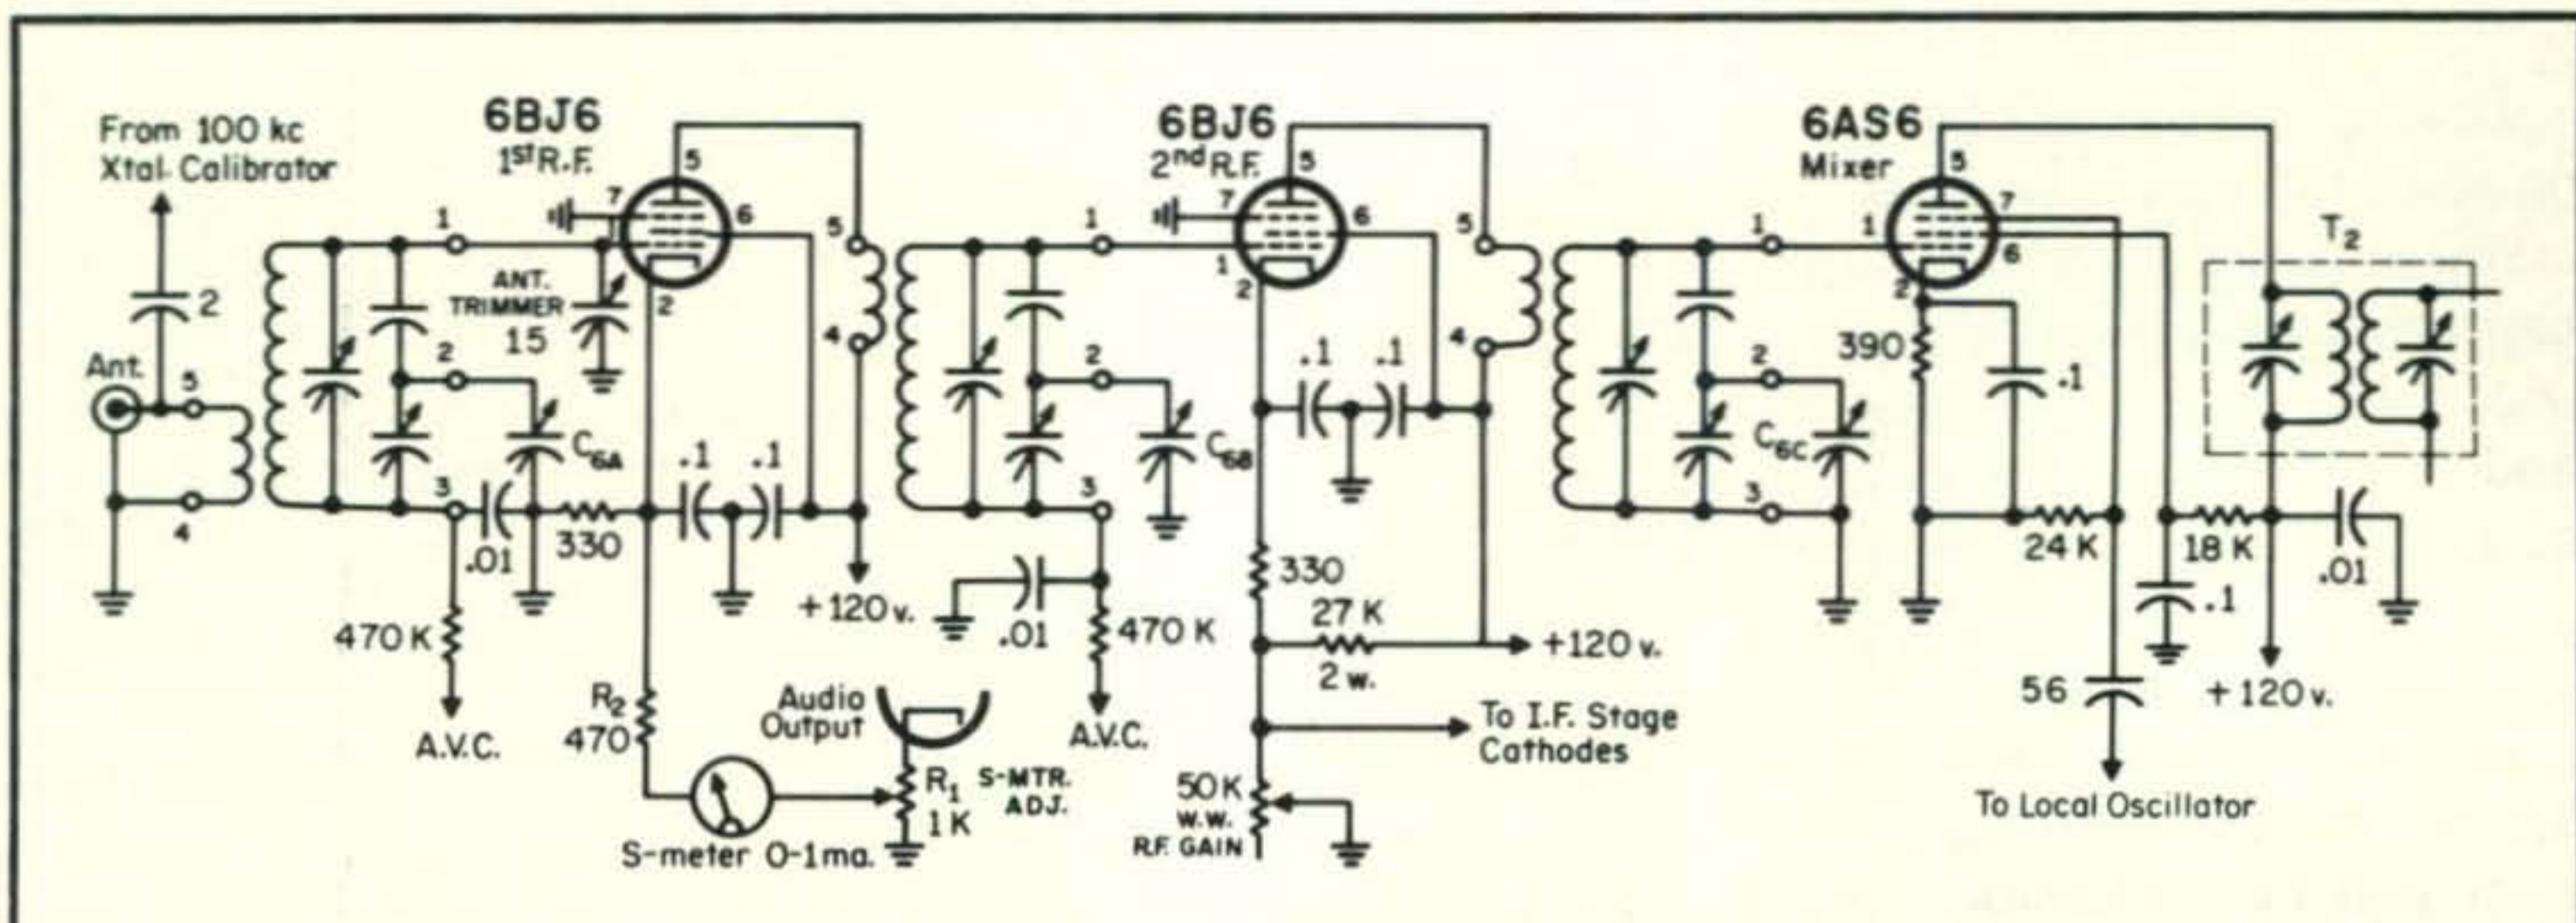 From 100 kc
Xtal. Calibrator
2
Ant.
5
4
1
2
3
6BJ6
1st R.F.
7
5
6
2
ANT.
TRIMMER
15
C6A
.01
330
.1
.1
470 K
A.V.C.
+120 v.
R2
470
S-meter 0-1ma.
Audio
Output
R1
1K
S-MTR.
ADJ.
5
4
1
2
3
C6B
.01
470 K
A.V.C.
6BJ6
2nd R.F.
7
5
6
1
2
.1
.1
330
27 K
2 w.
+120 v.
To I.F. Stage
Cathodes
50K
W.W.
R.F. GAIN
5
4
1
2
3
C6C
6AS6
Mixer
5
7
1
6
2
390
.1
24 K
18 K
.1
.01
56
+120 v.
To Local Oscillator
T2